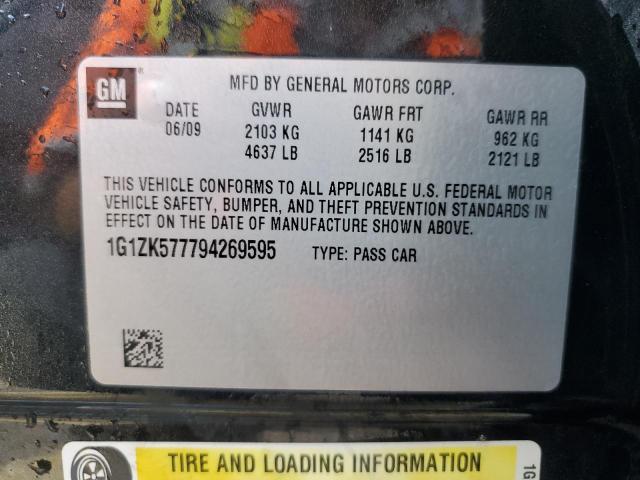 GM
MFD BY GENERAL MOTORS CORP.
DATE GVWR GAWR FRT GAWR RR
06/09 2103 KG 1141 KG 962 KG
4637 LB 2516 LB 2121 LB
THIS VEHICLE CONFORMS TO ALL APPLICABLE U.S. FEDERAL MOTOR
VEHICLE SAFETY, BUMPER, AND THEFT PREVENTION STANDARDS IN
EFFECT ON THE DATE OF MANUFACTURE SHOWN ABOVE.
1G1ZK577794269595 TYPE: PASS CAR
TIRE AND LOADING INFORMATION
1G